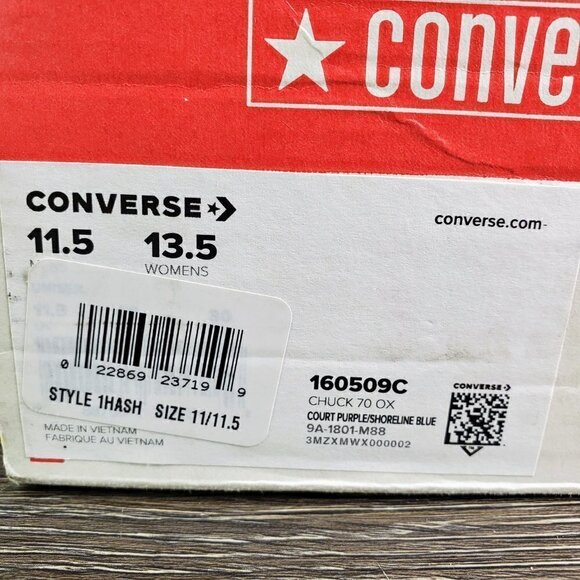 conve
CONVERSE
converse.com
11.5 13.5
WOMENS
0 22869 23719 9
STYLE 1HASH SIZE 11/11.5
MADE IN VIETNAM
FABRIQUE AU VIETNAM
160509C
CHUCK 70 OX
COURT PURPLE/SHORELINE BLUE
9A-1801-M88
3MZXMWX000002
CONVERSE